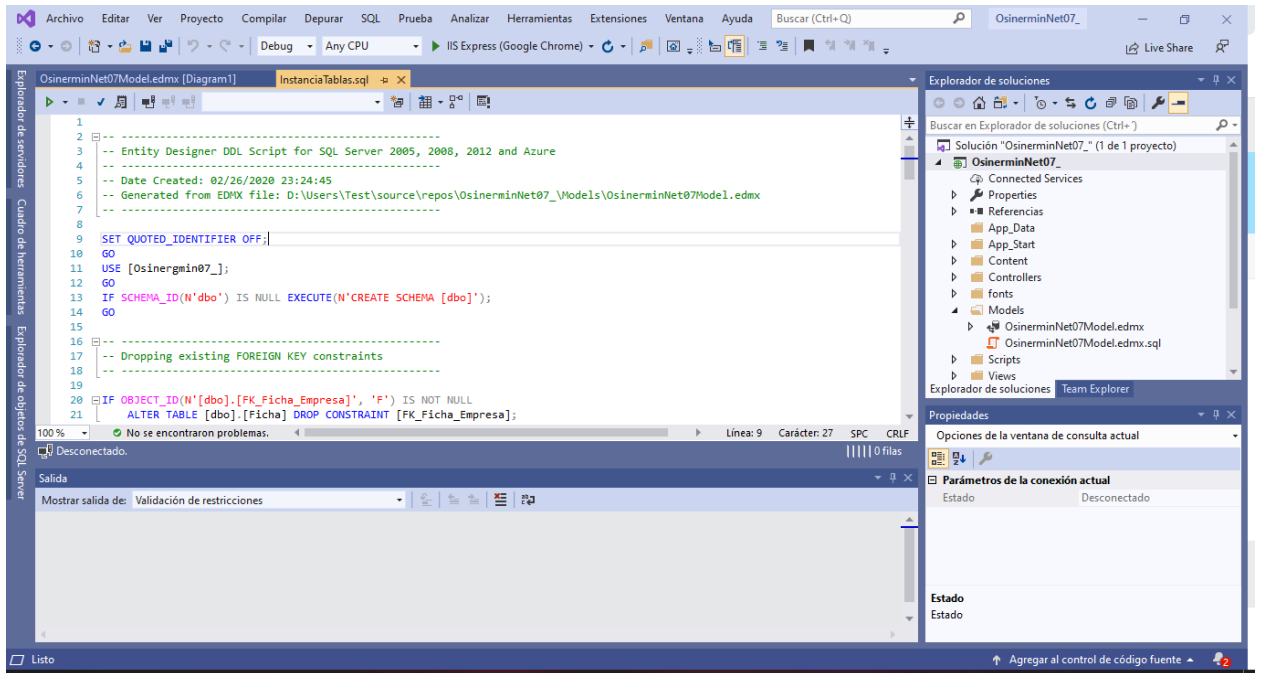 Archivo Editar Ver Proyecto Compilar Depurar SQL Prueba Analizar Herramientas Extensiones Ventana Ayuda Buscar (Ctrl+Q) OsinerminNet07_
Debug Any CPU IIS Express (Google Chrome) Live Share
Explorador de servidores
Cuadro de herramientas
Explorador de objetos de SQL Server
OsinerminNet07Model.edmx [Diagram1] InstanciaTablas.sql
1
2 -- --------------------------------------------------
3 -- Entity Designer DDL Script for SQL Server 2005, 2008, 2012 and Azure
4 -- --------------------------------------------------
5 -- Date Created: 02/26/2020 23:24:45
6 -- Generated from EDMX file: D:\Users\Test\source\repos\OsinerminNet07_\Models\OsinerminNet07Model.edmx
7 -- --------------------------------------------------
8
9 SET QUOTED_IDENTIFIER OFF;
10 GO
11 USE [Osinergmin07_];
12 GO
13 IF SCHEMA_ID(N'dbo') IS NULL EXECUTE(N'CREATE SCHEMA [dbo]');
14 GO
15
16 -- --------------------------------------------------
17 -- Dropping existing FOREIGN KEY constraints
18 -- --------------------------------------------------
19
20 IF OBJECT_ID(N'[dbo].[FK_Ficha_Empresa]', 'F') IS NOT NULL
21 ALTER TABLE [dbo].[Ficha] DROP CONSTRAINT [FK_Ficha_Empresa];
100 % No se encontraron problemas. Línea: 9 Carácter: 27 SPC CRLF
Desconectado. 0 filas
Salida
Mostrar salida de: Validación de restricciones
Explorador de soluciones
Buscar en Explorador de soluciones (Ctrl+´)
Solución "OsinerminNet07_" (1 de 1 proyecto)
OsinerminNet07_
Connected Services
Properties
Referencias
App_Data
App_Start
Content
Controllers
fonts
Models
OsinerminNet07Model.edmx
OsinerminNet07Model.edmx.sql
Scripts
Views
Explorador de soluciones Team Explorer
Propiedades
Opciones de la ventana de consulta actual
Parámetros de la conexión actual
Estado Desconectado
Estado
Estado
Listo Agregar al control de código fuente 2